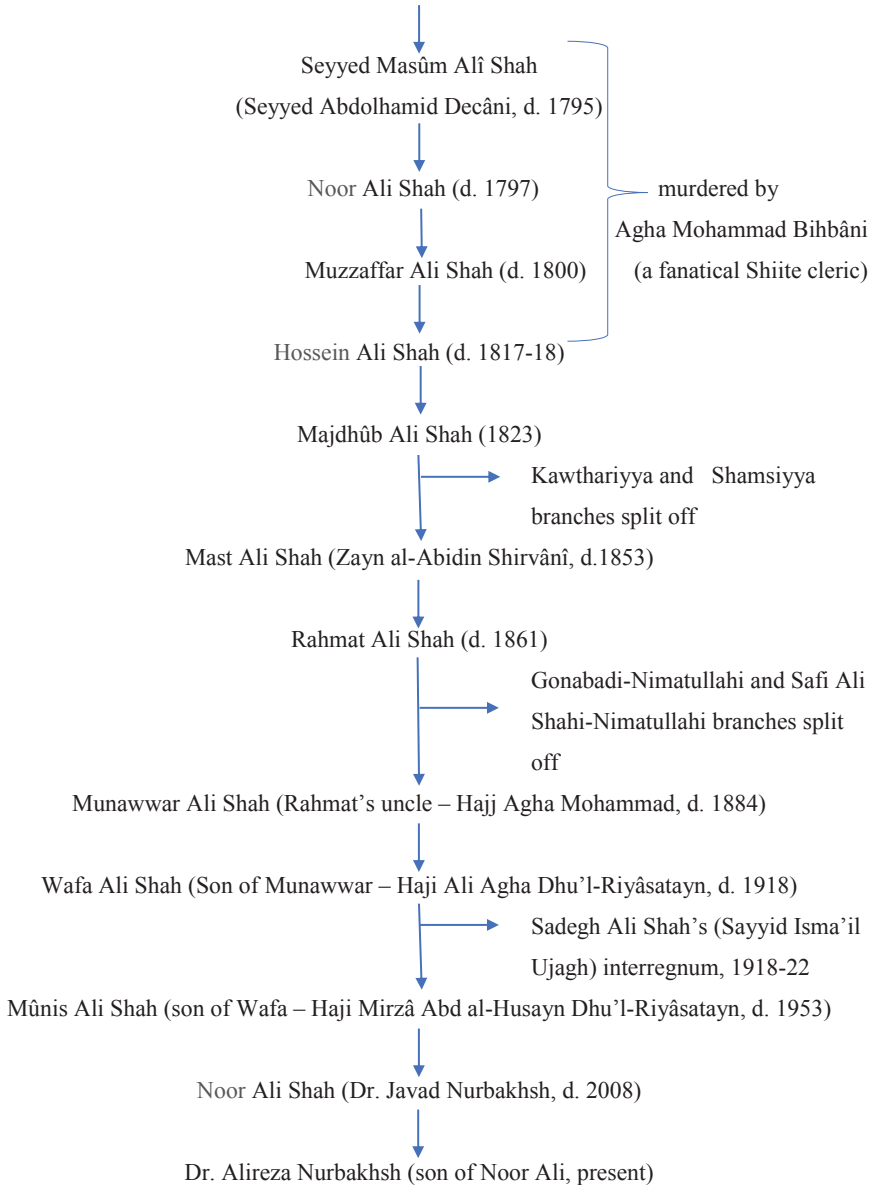 Seyyed Masûm Alî Shah
(Seyyed Abdolhamid Decâni, d. 1795)
Noor Ali Shah (d. 1797)
murdered by
Agha Mohammad Bihbâni
(a fanatical Shiite cleric)
Muzzaffar Ali Shah (d. 1800)
Hossein Ali Shah (d. 1817-18)
Majdhûb Ali Shah (1823)
Kawthariyya and Shamsiyya
branches split off
Mast Ali Shah (Zayn al-Abidin Shirvânî, d.1853)
Rahmat Ali Shah (d. 1861)
Gonabadi-Nimatullahi and Safi Ali
Shahi-Nimatullahi branches split
off
Munawwar Ali Shah (Rahmat’s uncle – Hajj Agha Mohammad, d. 1884)
Wafa Ali Shah (Son of Munawwar – Haji Ali Agha Dhu’l-Riyâsatayn, d. 1918)
Sadegh Ali Shah’s (Sayyid Isma’il
Ujagh) interregnum, 1918-22
Mûnis Ali Shah (son of Wafa – Haji Mirzâ Abd al-Husayn Dhu’l-Riyâsatayn, d. 1953)
Noor Ali Shah (Dr. Javad Nurbakhsh, d. 2008)
Dr. Alireza Nurbakhsh (son of Noor Ali, present)